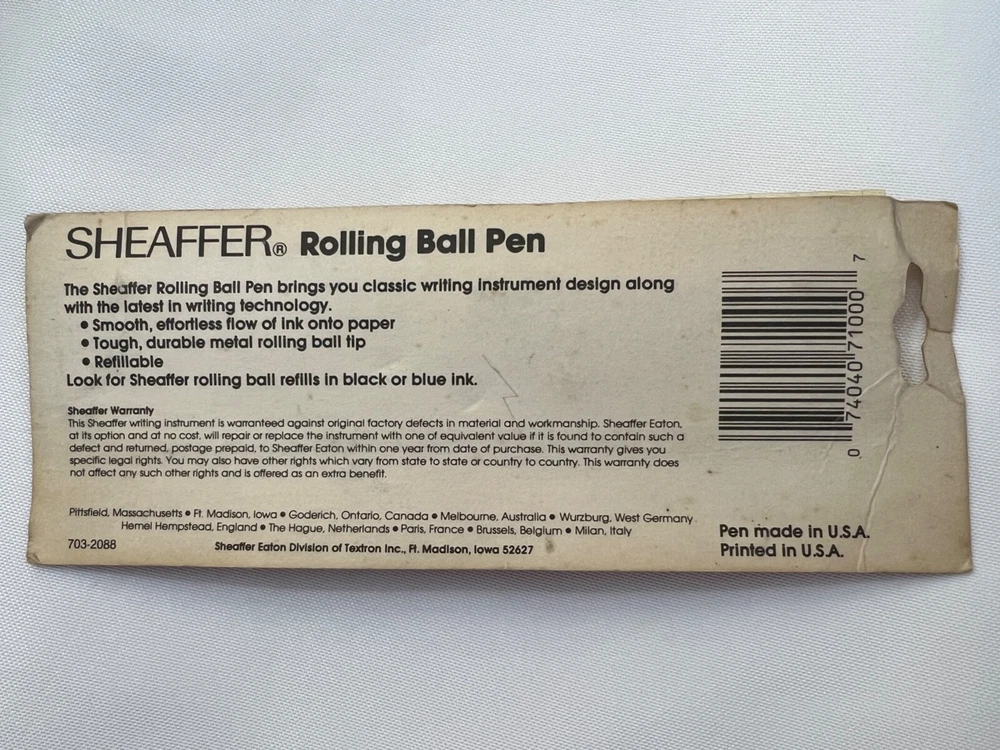 SHEAFFER® Rolling Ball Pen
The Sheaffer Rolling Ball Pen brings you classic writing instrument design along
with the latest in writing technology.
• Smooth, effortless flow of ink onto paper
• Tough, durable metal rolling ball tip
• Refillable
Look for Sheaffer rolling ball refills in black or blue ink.
Sheaffer Warranty
This Sheaffer writing instrument is warranteed against original factory defects in material and workmanship. Sheaffer Eaton,
at its option and at no cost, will repair or replace the instrument with one of equivalent value if it is found to contain such a
defect and returned, postage prepaid, to Sheaffer Eaton within one year from date of purchase. This warranty gives you
specific legal rights. You may also have other rights which vary from state to state or country to country. This warranty does
not affect any such other rights and is offered as an extra benefit.
Pittsfield, Massachusetts • Ft. Madison, Iowa • Goderich, Ontario, Canada • Melbourne, Australia • Wurzburg, West Germany
Hemel Hempstead, England • The Hague, Netherlands • Paris, France • Brussels, Belgium • Milan, Italy
703-2088 Sheaffer Eaton Division of Textron Inc., Ft. Madison, Iowa 52627
0 74040 71000 7
Pen made in U.S.A.
Printed in U.S.A.